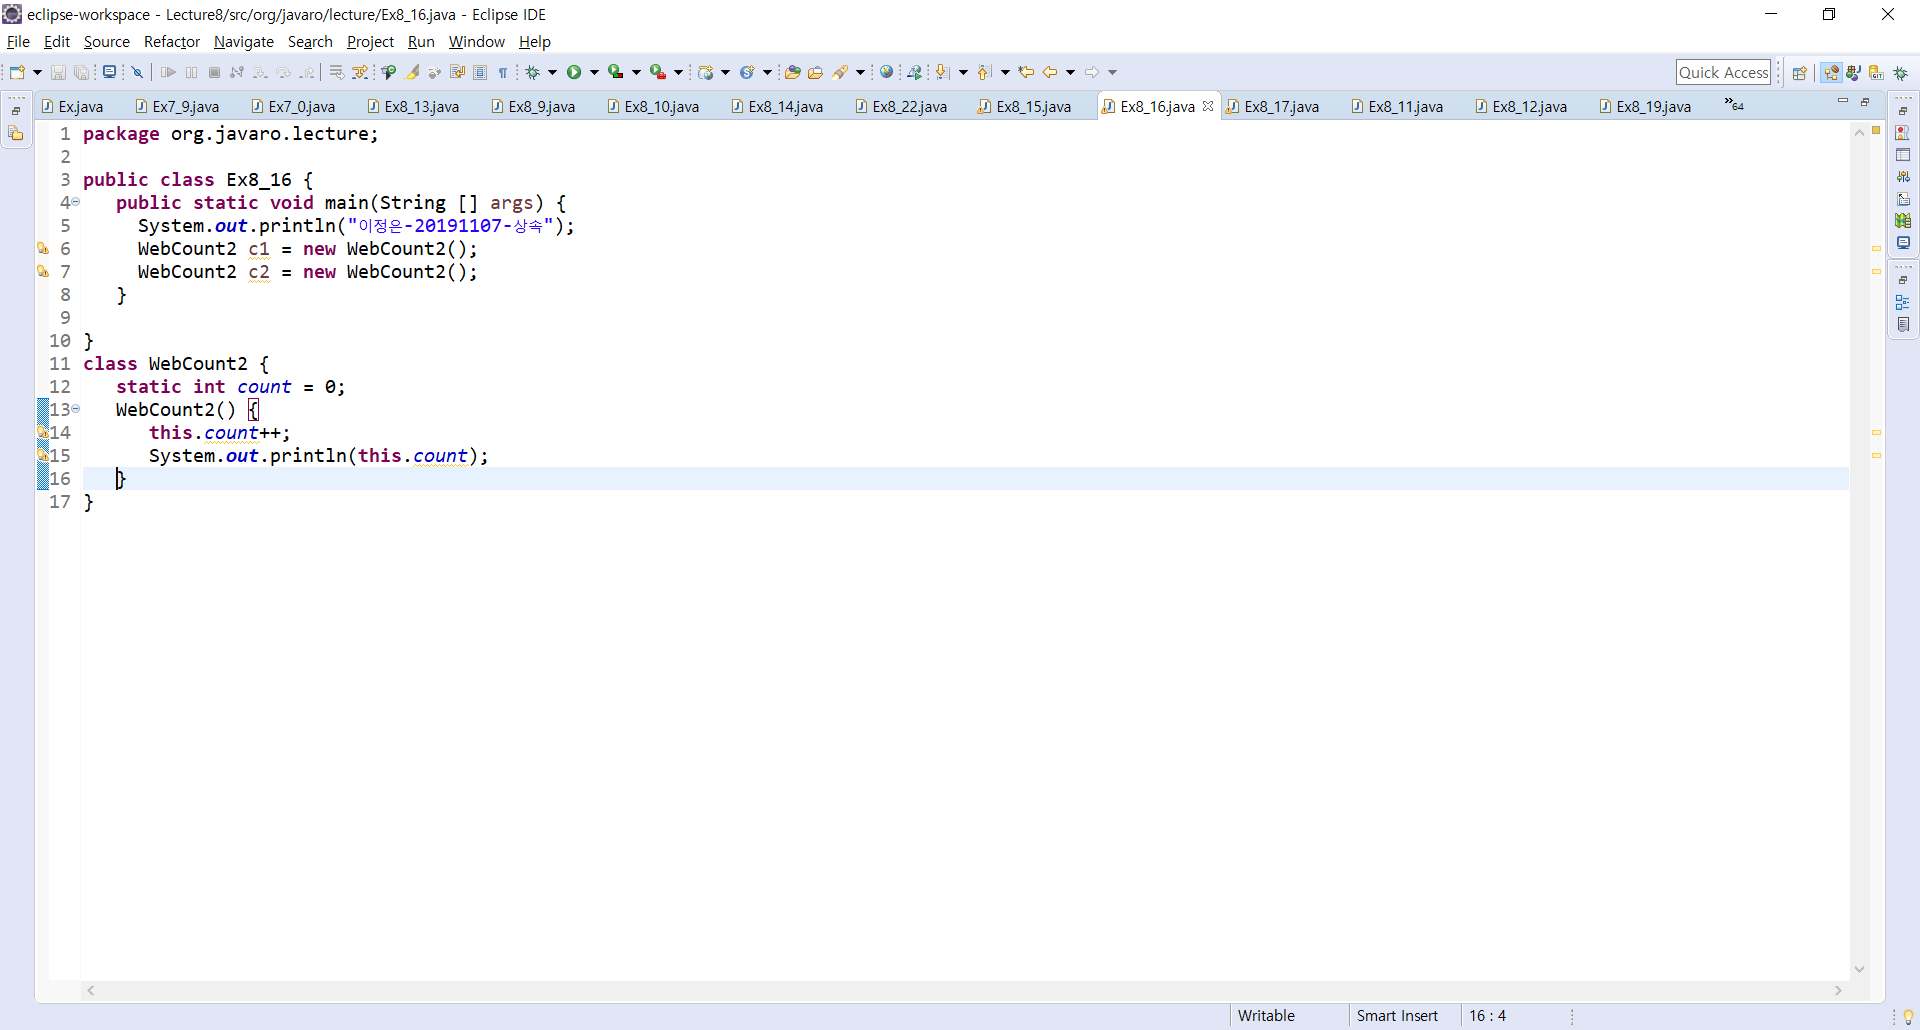 eclipse-workspace - Lecture8/src/org/javaro/lecture/Ex8_16.java - Eclipse IDE
File Edit Source Refactor Navigate Search Project Run Window Help
Quick Access
Ex.java Ex7_9.java Ex7_0.java Ex8_13.java Ex8_9.java Ex8_10.java Ex8_14.java Ex8_22.java Ex8_15.java Ex8_16.java Ex8_17.java Ex8_11.java Ex8_12.java Ex8_19.java »64
1 package org.javaro.lecture;
2
3 public class Ex8_16 {
4 public static void main(String [] args) {
5 System.out.println("이정은-20191107-상속");
6 WebCount2 c1 = new WebCount2();
7 WebCount2 c2 = new WebCount2();
8 }
9
10 }
11 class WebCount2 {
12 static int count = 0;
13 WebCount2() {
14 this.count++;
15 System.out.println(this.count);
16 }
17 }
Writable Smart Insert 16 : 4